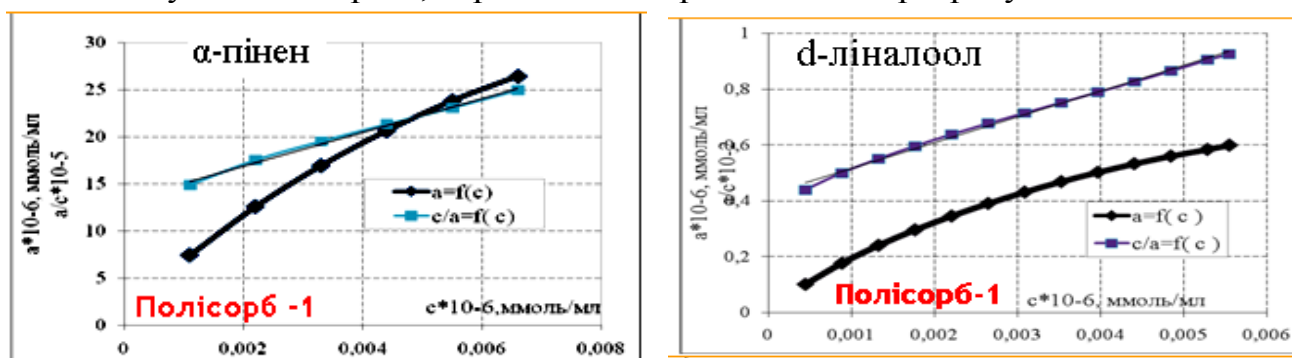 α-пінен
a*10-6, ммоль/мл
a/c*10-5
30
25
20
15
10
5
0
a=f(c)
c/a=f( c)
Полісорб -1
c*10-6,ммоль/мл
0
0,002
0,004
0,006
0,008
d-ліналоол
a*10-6, ммоль/мл
1
0,8
0,6
0,4
0,2
0
a=f( c )
c/a=f( c )
Полісорб-1
c*10-6, ммоль/мл
0
0,001
0,002
0,003
0,004
0,005
0,006